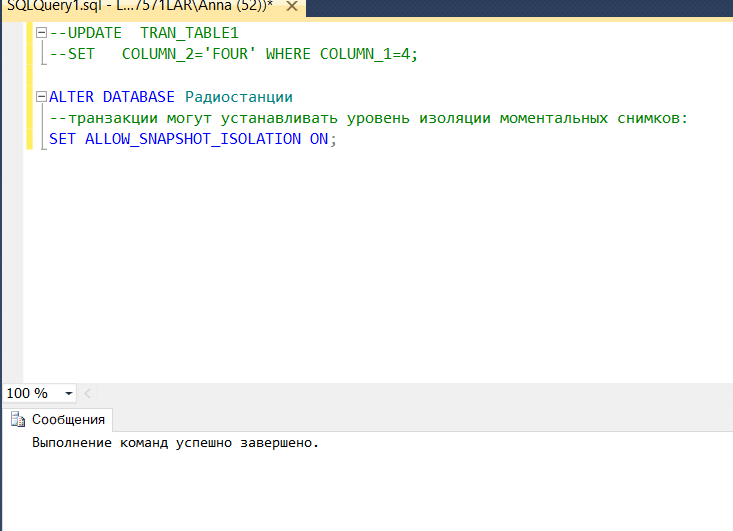 SQLQuery1.sql - L...7571LAR\Anna (52))*
--UPDATE  TRAN_TABLE1
--SET   COLUMN_2='FOUR' WHERE COLUMN_1=4;
ALTER DATABASE Радиостанции
--транзакции могут устанавливать уровень изоляции моментальных снимков:
SET ALLOW_SNAPSHOT_ISOLATION ON;
100 %
Сообщения
Выполнение команд успешно завершено.